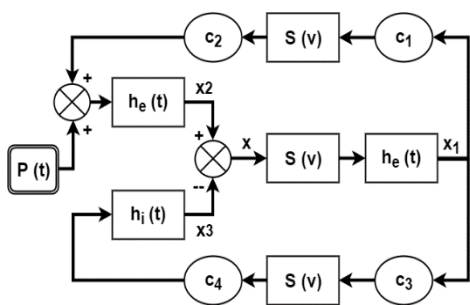 c2 S (v) c1
+
he (t) x2
+
+
P (t)
x S (v) he (t) x1
--
hi (t)
x3
c4 S (v) c3